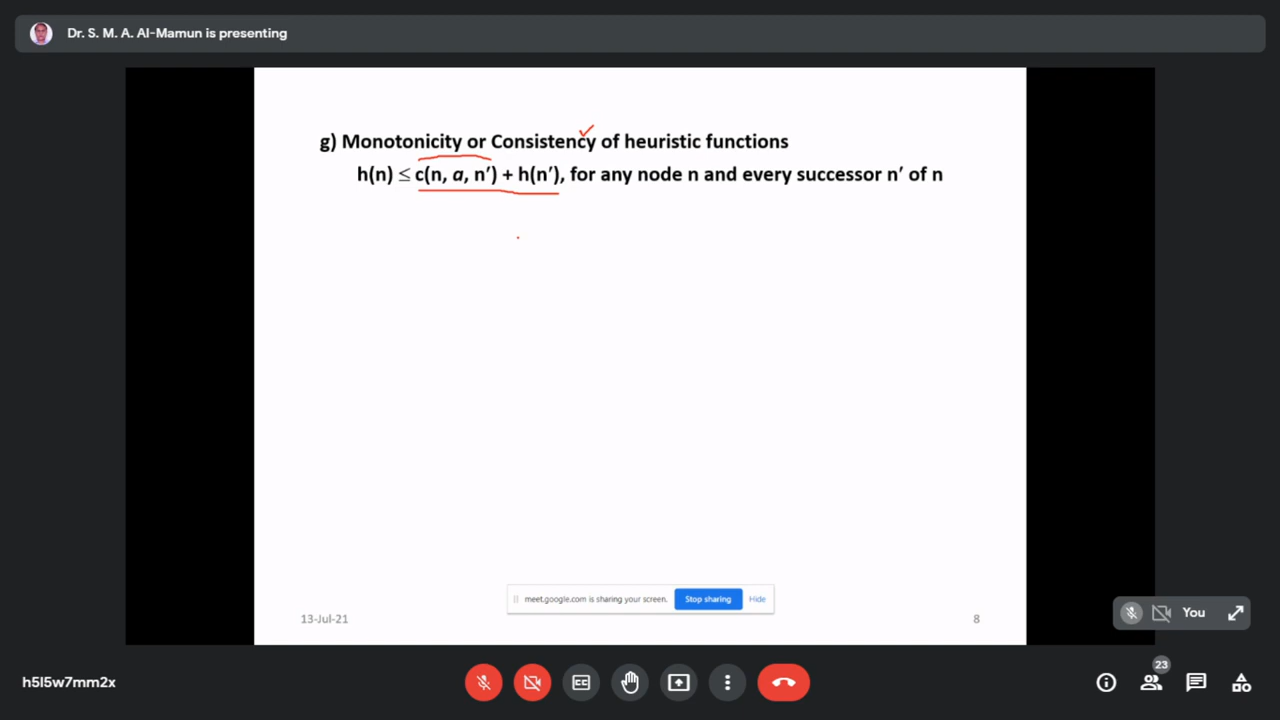 Dr. S. M. A. Al-Mamun is presenting
g) Monotonicity or Consistency of heuristic functions
h(n) ≤ c(n, a, n′) + h(n′), for any node n and every successor n′ of n
meet.google.com is sharing your screen. Stop sharing Hide
13-Jul-21 8
You
h5l5w7mm2x
23